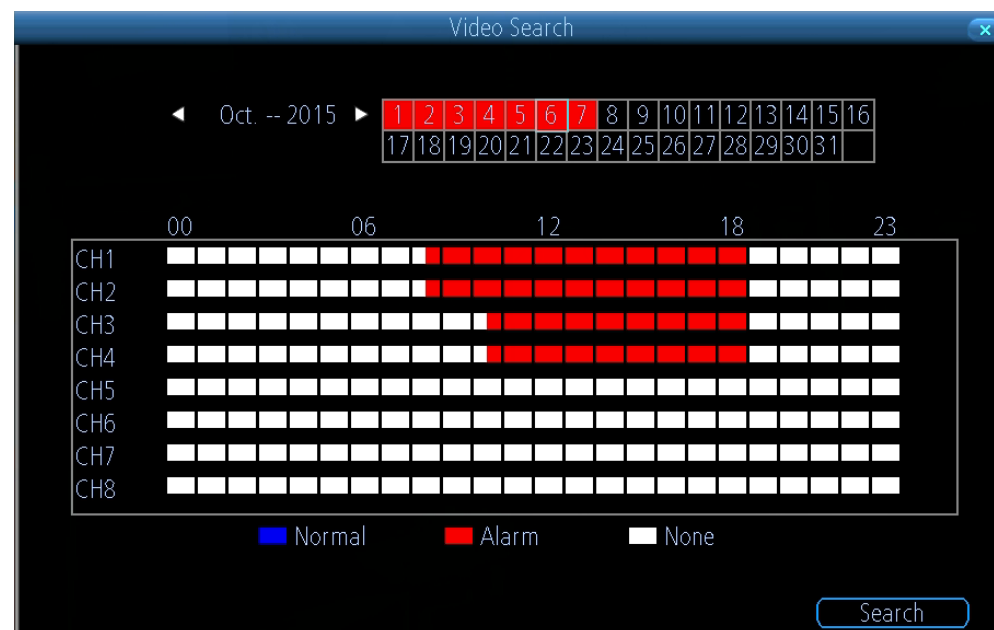 Video Search
Oct. -- 2015 1 2 3 4 5 6 7 8 9 10 11 12 13 14 15 16
17 18 19 20 21 22 23 24 25 26 27 28 29 30 31
00 06 12 18 23
CH1
CH2
CH3
CH4
CH5
CH6
CH7
CH8
Normal Alarm None
Search